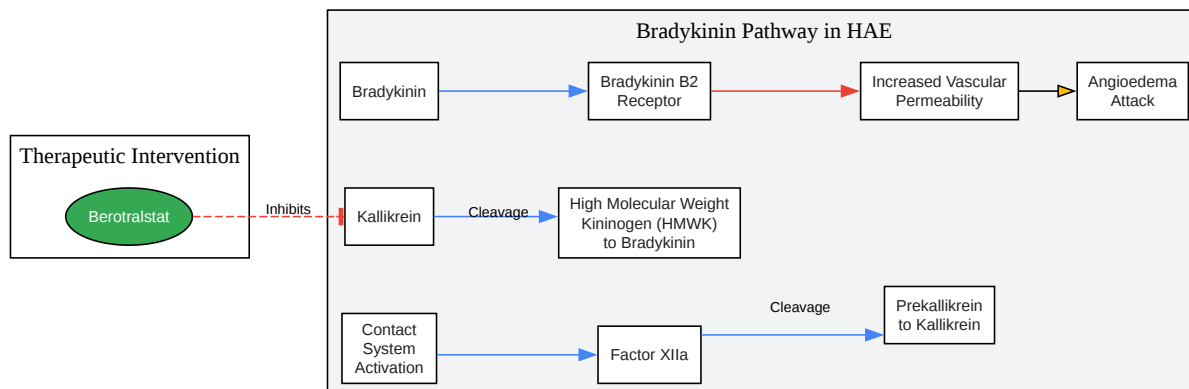 Bradykinin Pathway in HAE
Bradykinin
Bradykinin B2
Receptor
Increased Vascular
Permeability
Angioedema
Attack
Therapeutic Intervention
Berotralstat
Inhibits
Kallikrein
Cleavage
High Molecular Weight
Kininogen (HMWK)
to Bradykinin
Contact
System
Activation
Factor XIIa
Cleavage
Prekallikrein
to Kallikrein